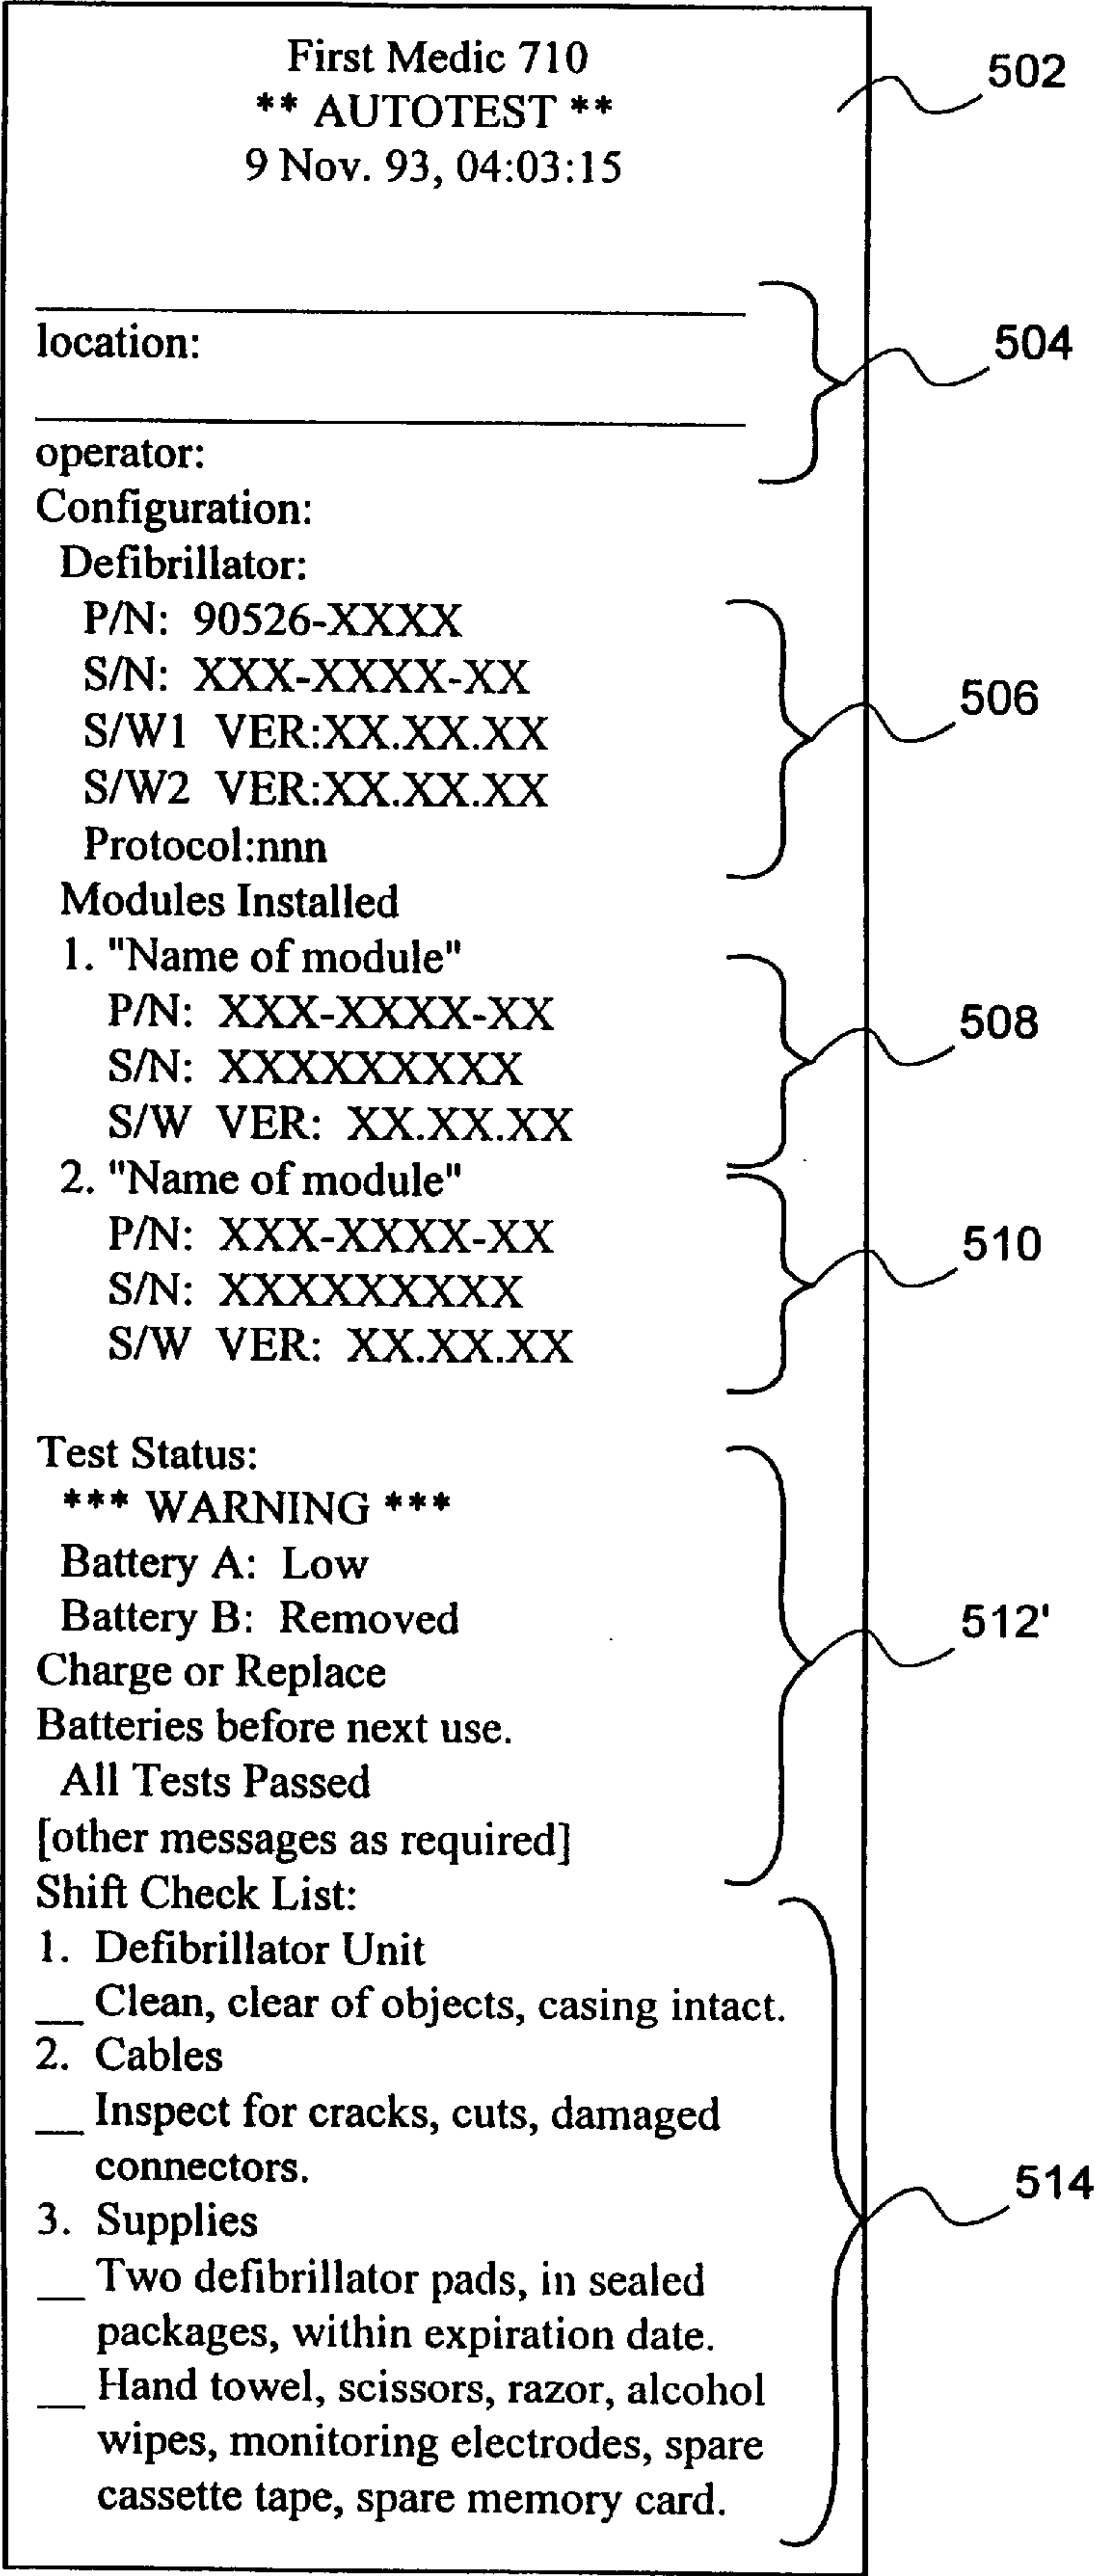 First Medic 710
** AUTOTEST **
9 Nov. 93, 04:03:15
502
location:
504
operator:
Configuration:
Defibrillator:
P/N: 90526-XXXX
S/N: XXX-XXXX-XX
S/W1 VER:XX.XX.XX
S/W2 VER:XX.XX.XX
Protocol:nnn
506
Modules Installed
1. "Name of module"
P/N: XXX-XXXX-XX
S/N: XXXXXXXXX
S/W VER: XX.XX.XX
508
2. "Name of module"
P/N: XXX-XXXX-XX
S/N: XXXXXXXXX
S/W VER: XX.XX.XX
510
Test Status:
*** WARNING ***
Battery A: Low
Battery B: Removed
Charge or Replace
Batteries before next use.
All Tests Passed
[other messages as required]
512'
Shift Check List:
1. Defibrillator Unit
__ Clean, clear of objects, casing intact.
2. Cables
__ Inspect for cracks, cuts, damaged
connectors.
3. Supplies
__ Two defibrillator pads, in sealed
packages, within expiration date.
__ Hand towel, scissors, razor, alcohol
wipes, monitoring electrodes, spare
cassette tape, spare memory card.
514